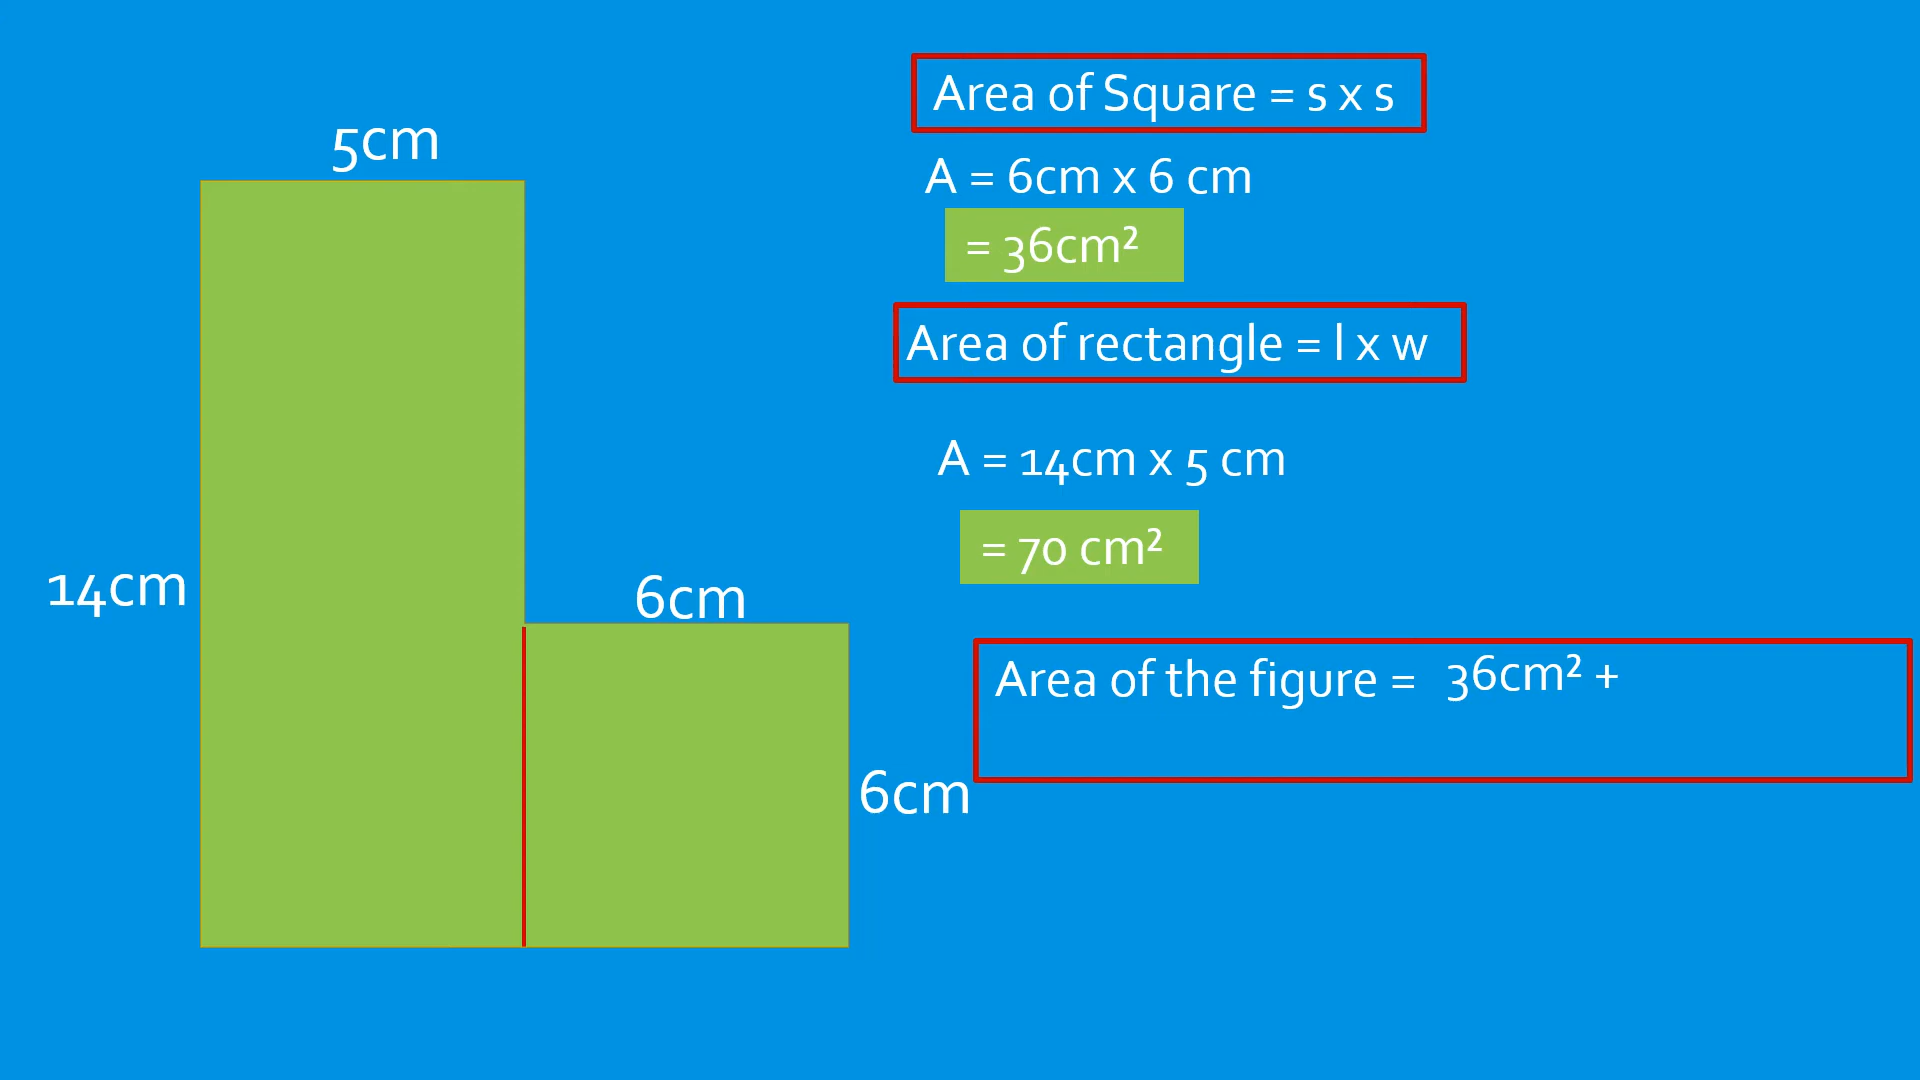 5cm
14cm
6cm
6cm
Area of Square = s x s
A = 6cm x 6 cm
= 36cm²
Area of rectangle = l x w
A = 14cm x 5 cm
= 70 cm²
Area of the figure = 36cm² +